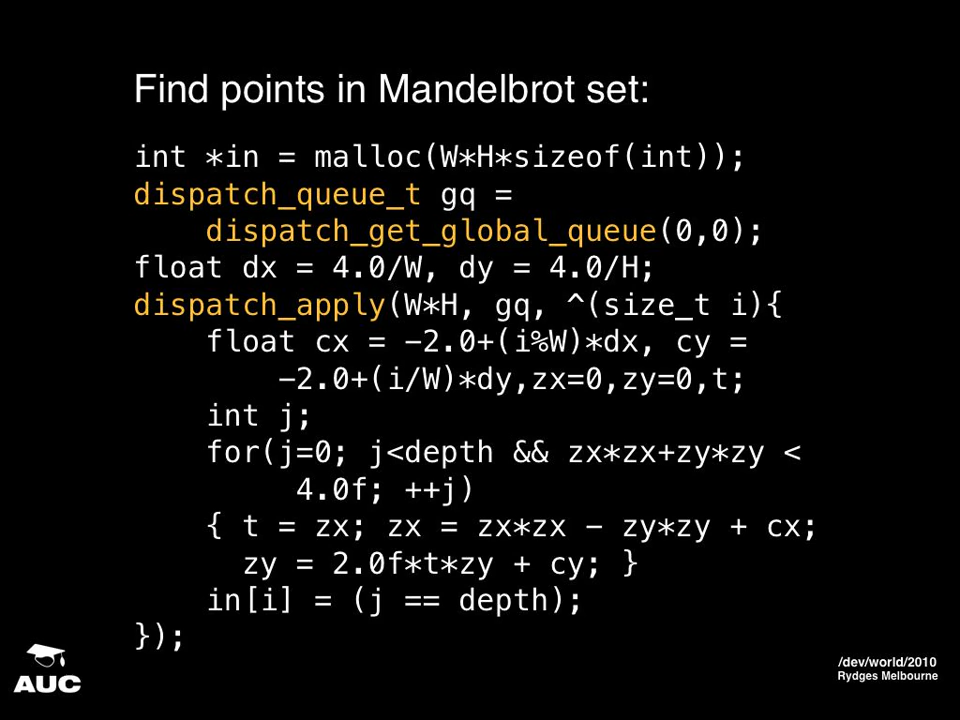 Find points in Mandelbrot set:
int *in = malloc(W*H*sizeof(int));
dispatch_queue_t gq =
    dispatch_get_global_queue(0,0);
float dx = 4.0/W, dy = 4.0/H;
dispatch_apply(W*H, gq, ^(size_t i){
    float cx = -2.0+(i%W)*dx, cy =
        -2.0+(i/W)*dy,zx=0,zy=0,t;
    int j;
    for(j=0; j<depth && zx*zx+zy*zy <
         4.0f; ++j)
    { t = zx; zx = zx*zx - zy*zy + cx;
      zy = 2.0f*t*zy + cy; }
    in[i] = (j == depth);
});
AUC
/dev/world/2010
Rydges Melbourne